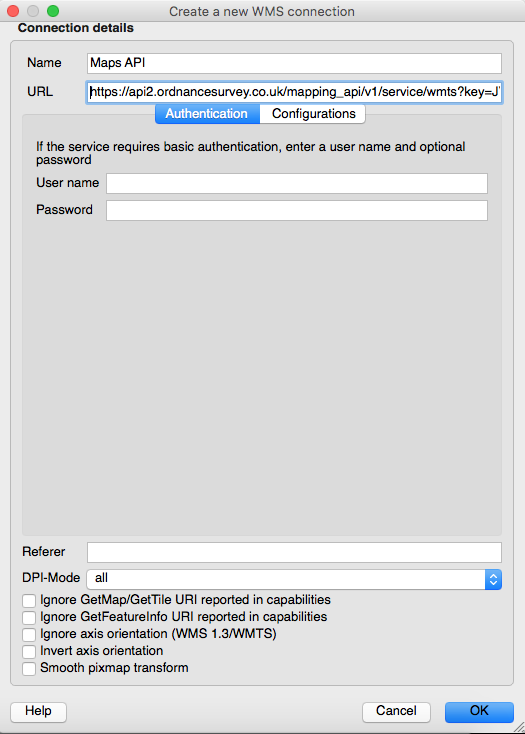 Create a new WMS connection
Connection details
Name
Maps API
URL
https://api2.ordnancesurvey.co.uk/mapping_api/v1/service/wmts?key=J
Authentication
Configurations
If the service requires basic authentication, enter a user name and optional
password
User name
Password
Referer
DPI-Mode
all
Ignore GetMap/GetTile URI reported in capabilities
Ignore GetFeatureInfo URI reported in capabilities
Ignore axis orientation (WMS 1.3/WMTS)
Invert axis orientation
Smooth pixmap transform
Help
Cancel
OK